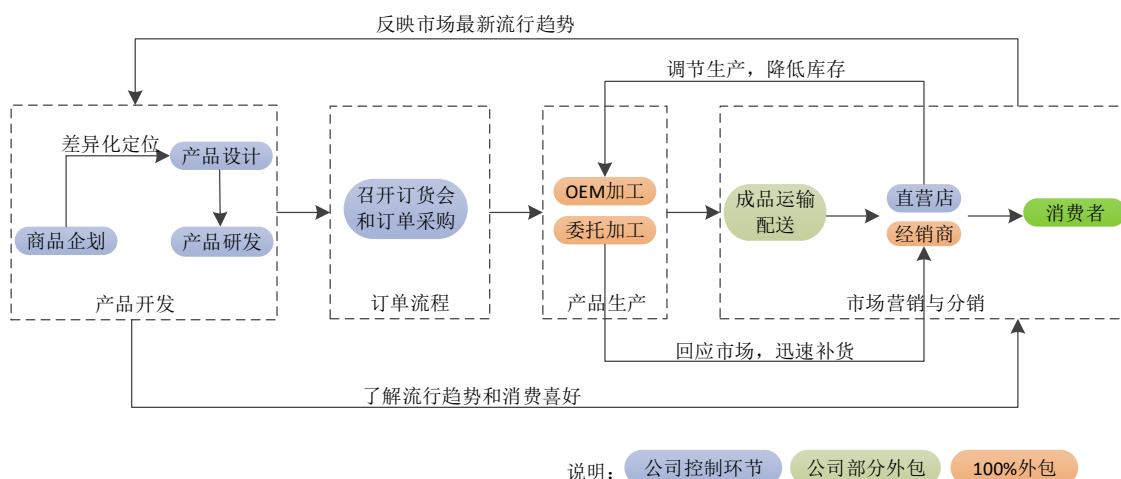 反映市场最新流行趋势
调节生产，降低库存
差异化定位
产品设计
商品企划
产品研发
产品开发
召开订货会
和订单采购
订单流程
OEM加工
委托加工
产品生产
成品运输
配送
直营店
经销商
消费者
市场营销与分销
回应市场，迅速补货
了解流行趋势和消费喜好
说明：
公司控制环节
公司部分外包
100%外包